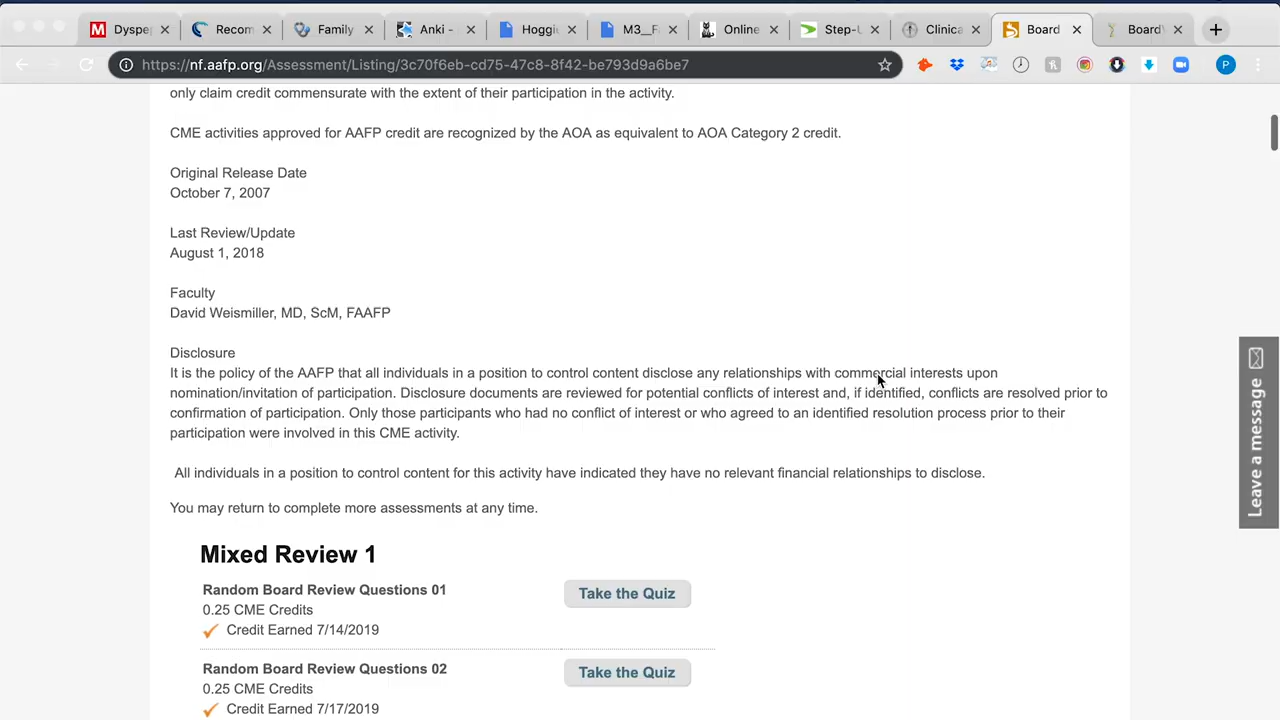 Dyspe
Recom
Family
Anki -
Hoggi
M3_F
Online
Step-
Clinica
Board
Board
https://nf.aafp.org/Assessment/Listing/3c70f6eb-cd75-47c8-8f42-be793d9a6be7
P
only claim credit commensurate with the extent of their participation in the activity.
CME activities approved for AAFP credit are recognized by the AOA as equivalent to AOA Category 2 credit.
Original Release Date
October 7, 2007
Last Review/Update
August 1, 2018
Faculty
David Weismiller, MD, ScM, FAAFP
Disclosure
It is the policy of the AAFP that all individuals in a position to control content disclose any relationships with commercial interests upon
nomination/invitation of participation. Disclosure documents are reviewed for potential conflicts of interest and, if identified, conflicts are resolved prior to
confirmation of participation. Only those participants who had no conflict of interest or who agreed to an identified resolution process prior to their
participation were involved in this CME activity.
All individuals in a position to control content for this activity have indicated they have no relevant financial relationships to disclose.
You may return to complete more assessments at any time.
Leave a message
Mixed Review 1
Random Board Review Questions 01
Take the Quiz
0.25 CME Credits
Credit Earned 7/14/2019
Random Board Review Questions 02
Take the Quiz
0.25 CME Credits
Credit Earned 7/17/2019